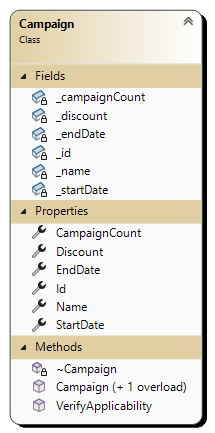 Campaign
Class
Fields
_campaignCount
_discount
_endDate
_id
_name
_startDate
Properties
CampaignCount
Discount
EndDate
Id
Name
StartDate
Methods
~Campaign
Campaign (+ 1 overload)
VerifyApplicability